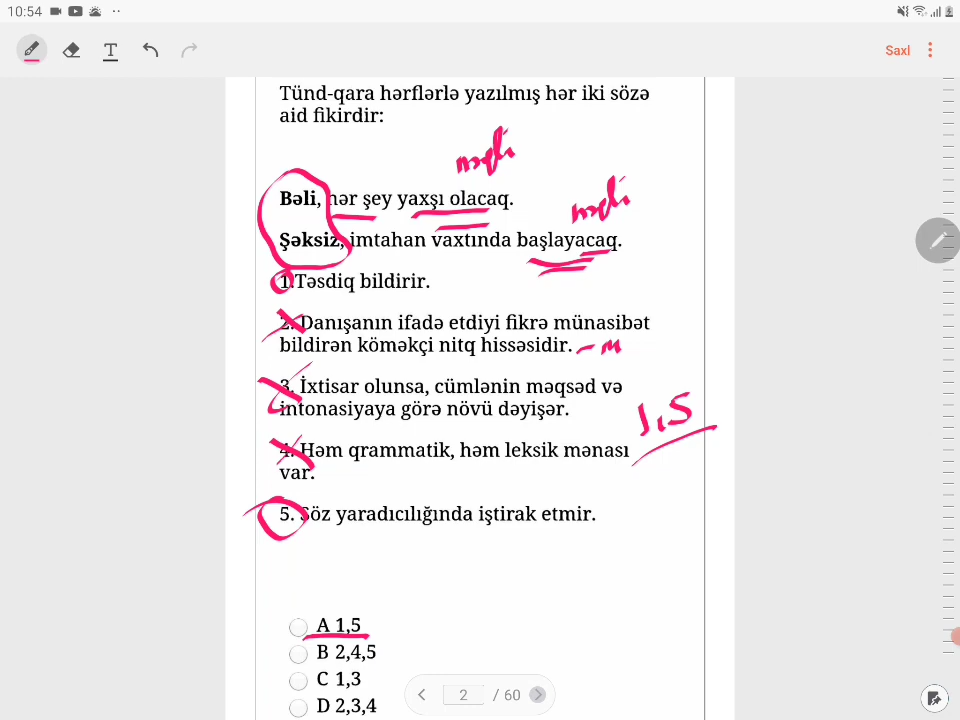 10:54
Saxl
Tünd-qara hərflərlə yazılmış hər iki sözə
aid fikirdir:
nəqli
Bəli, hər şey yaxşı olacaq.
nəqli
Şəksiz, imtahan vaxtında başlayacaq.
1.Təsdiq bildirir.
2. Danışanın ifadə etdiyi fikrə münasibət
bildirən köməkçi nitq hissəsidir. - M
3. İxtisar olunsa, cümlənin məqsəd və
intonasiyaya görə növü dəyişər.
1,5
4. Həm qrammatik, həm leksik mənası
var.
5. Söz yaradıcılığında iştirak etmir.
A 1,5
B 2,4,5
C 1,3
D 2,3,4
2 / 60